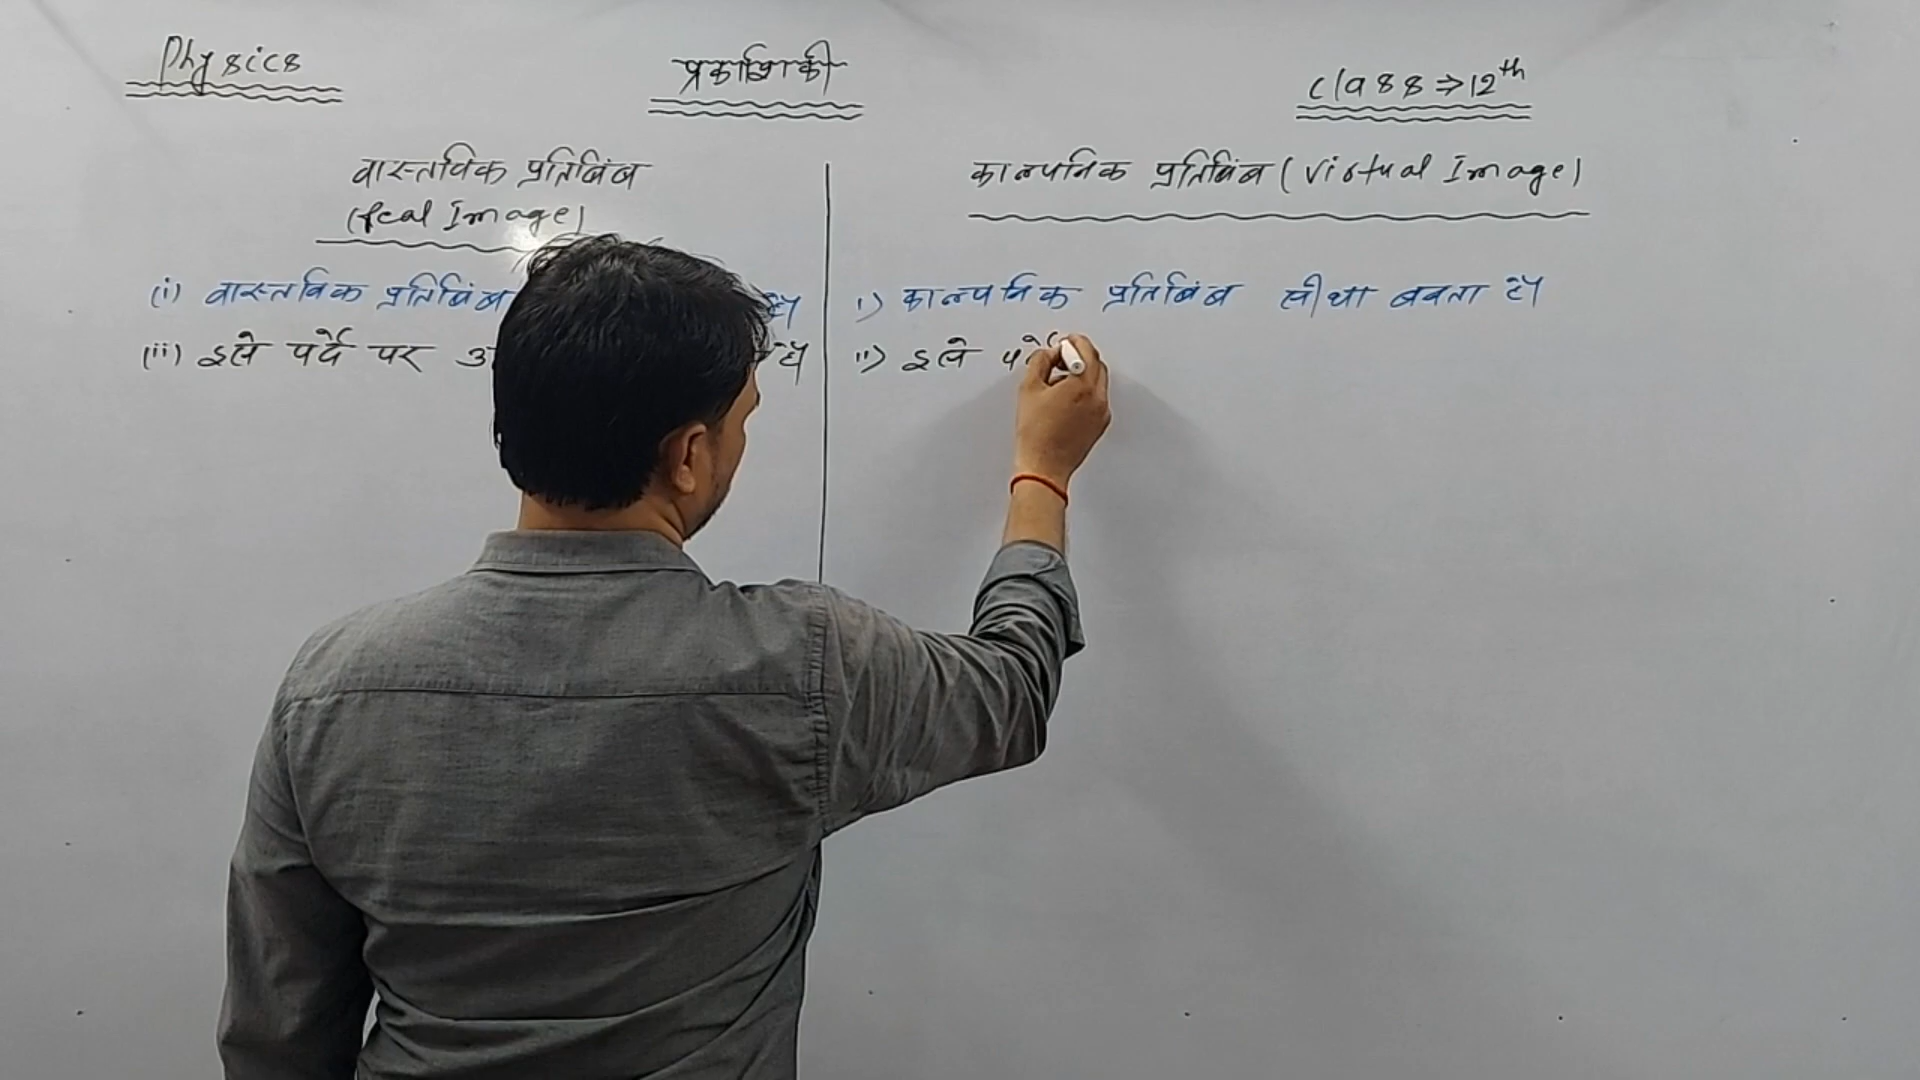 Physics
प्रकाशिकी
class ⇒ 12th
वास्तविक प्रतिबिंब
(Real Image)
काल्पनिक प्रतिबिंब (Virtual Image)
(i) वास्तविक प्रतिबिंब है।
(ii) इसे पर्दे पर है।
i) काल्पनिक प्रतिबिंब सीधा बनता है।
ii) इसे